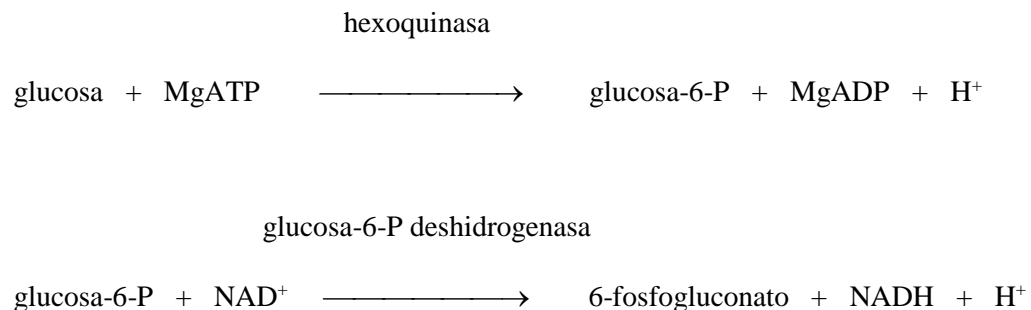 hexoquinasa
glucosa + MgATP ⟶ glucosa-6-P + MgADP + H⁺
glucosa-6-P deshidrogenasa
glucosa-6-P + NAD⁺ ⟶ 6-fosfogluconato + NADH + H⁺